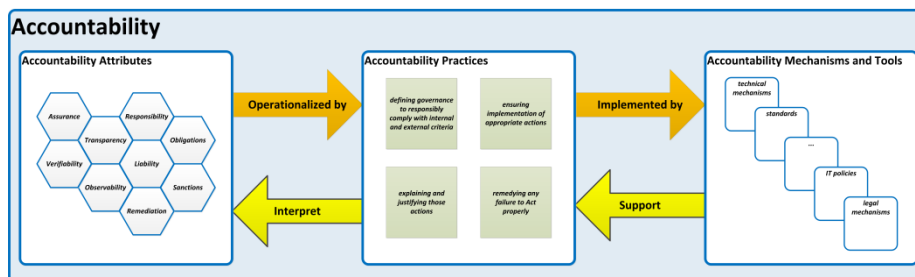 Accountability
Accountability Attributes
Assurance
Responsibility
Transparency
Obligations
Verifiability
Liability
Observability
Sanctions
Remediation
Operationalized by
Interpret
Accountability Practices
defining governance
to responsibly
comply with internal
and external criteria
ensuring
implementation of
appropriate actions
explaining and
justifying those
actions
remedying any
failure to Act
properly
Implemented by
Support
Accountability Mechanisms and Tools
technical
mechanisms
standards
...
IT policies
legal
mechanisms